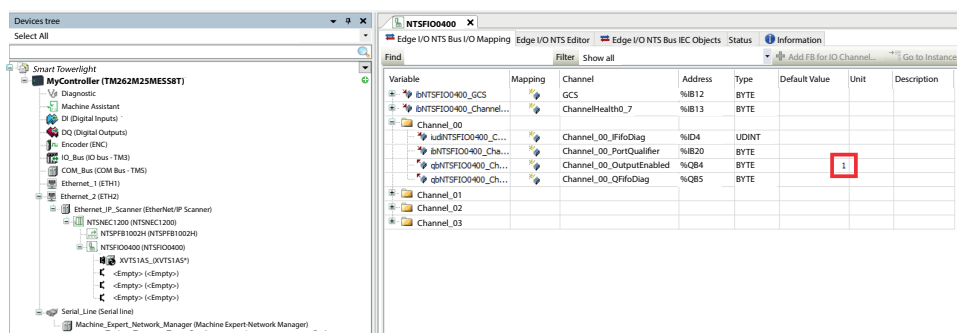 Devices tree
Select All
Smart Towerlight
MyController (TM262M25MESS8T)
Diagnostic
Machine Assistant
DI (Digital Inputs)
DQ (Digital Outputs)
Encoder (ENC)
IO_Bus (IO bus - TM3)
COM_Bus (COM Bus - TMS)
Ethernet_1 (ETH1)
Ethernet_2 (ETH2)
Ethernet_IP_Scanner (EtherNet/IP Scanner)
NTSNEC1200 (NTSNEC1200)
NTSPFB1002H (NTSPFB1002H)
NTSFIO0400 (NTSFIO0400)
XVTS1AS_(XVTS1AS*)
<Empty> (<Empty>)
<Empty> (<Empty>)
<Empty> (<Empty>)
Serial_Line (Serial line)
Machine_Expert_Network_Manager (Machine Expert-Network Manager)
NTSFIO0400 X
Edge I/O NTS Bus I/O Mapping Edge I/O NTS Editor Edge I/O NTS Bus IEC Objects Status Information
Find Filter Show all Add FB for IO Channel... Go to Instance
Variable Mapping Channel Address Type Default Value Unit Description
ibNTSFIO0400_GCS GCS %IB12 BYTE
ibNTSFIO0400_Channel... ChannelHealth0_7 %IB13 BYTE
Channel_00
iudiNTSFIO0400_C... Channel_00_IFifoDiag %ID4 UDINT
ibNTSFIO0400_Cha... Channel_00_PortQualifier %IB20 BYTE
qbNTSFIO0400_Ch... Channel_00_OutputEnabled %QB4 BYTE 1
qbNTSFIO0400_Ch... Channel_00_QFifoDiag %QB5 BYTE
Channel_01
Channel_02
Channel_03